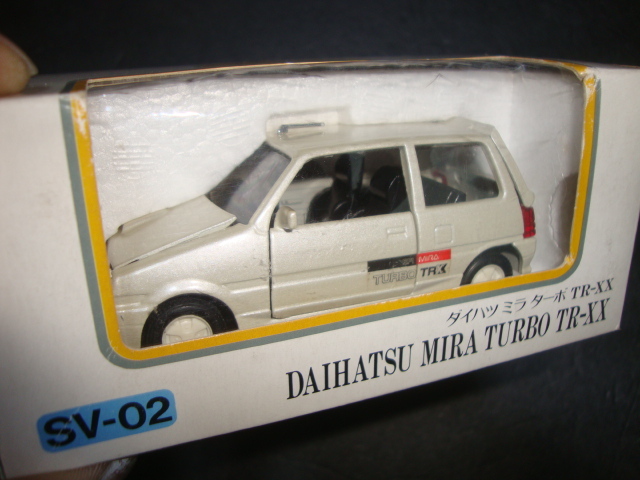 MIRA
TURBO TR-XX
ダイハツ ミラ ターボ TR-XX
DAIHATSU MIRA TURBO TR-XX
SV-02